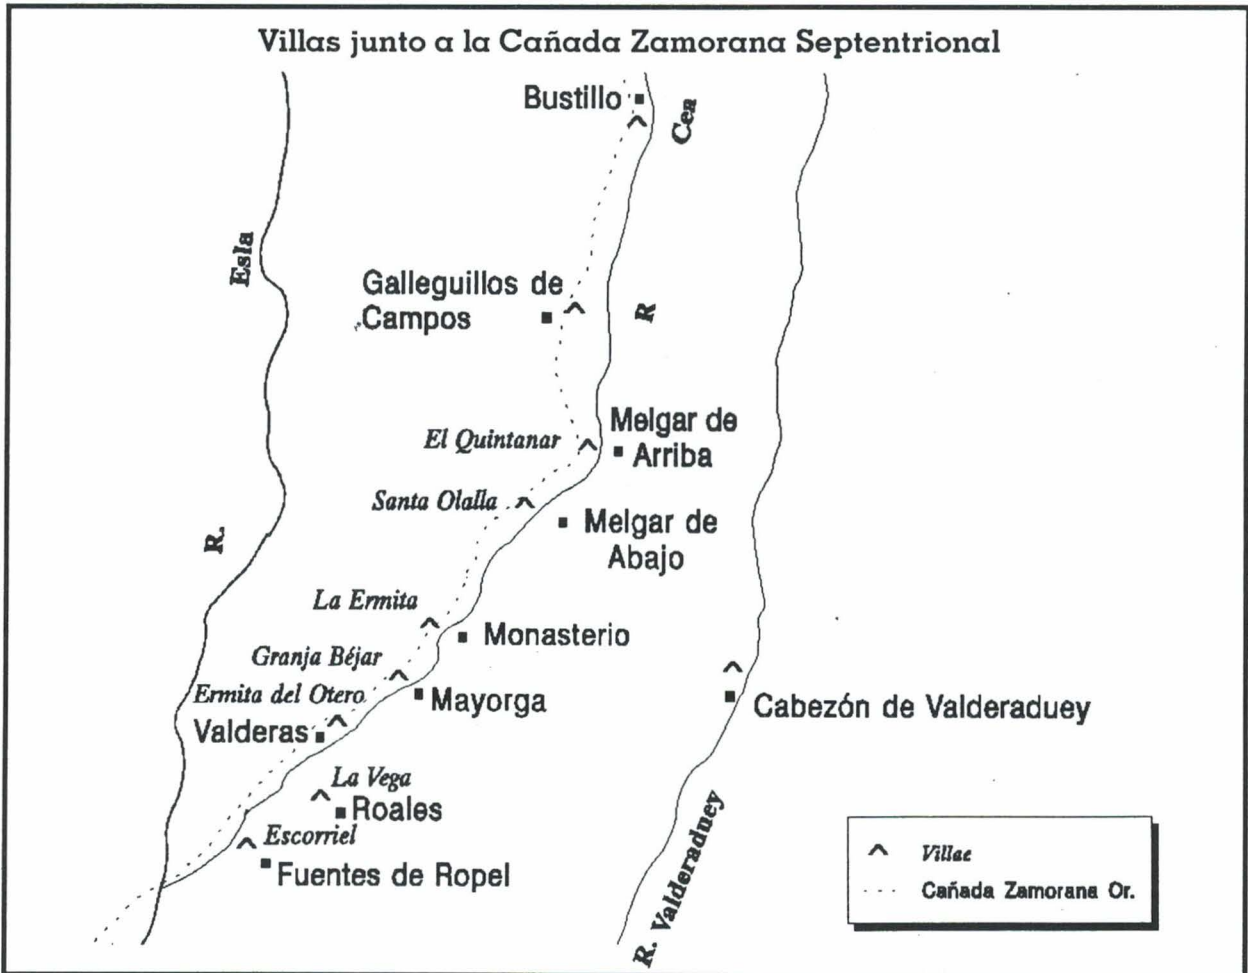 Villas junto a la Cañada Zamorana Septentrional
Bustillo
Cea
Esla
Galleguillos de
Campos
R
Melgar de
Arriba
El Quintanar
Santa Olalla
Melgar de
Abajo
R.
La Ermita
Monasterio
Granja Béjar
Mayorga
Ermita del Otero
Valderas
Cabezón de Valderaduey
La Vega
Roales
Escorriel
Fuentes de Ropel
R. Valderaduey
Villae
Cañada Zamorana Or.